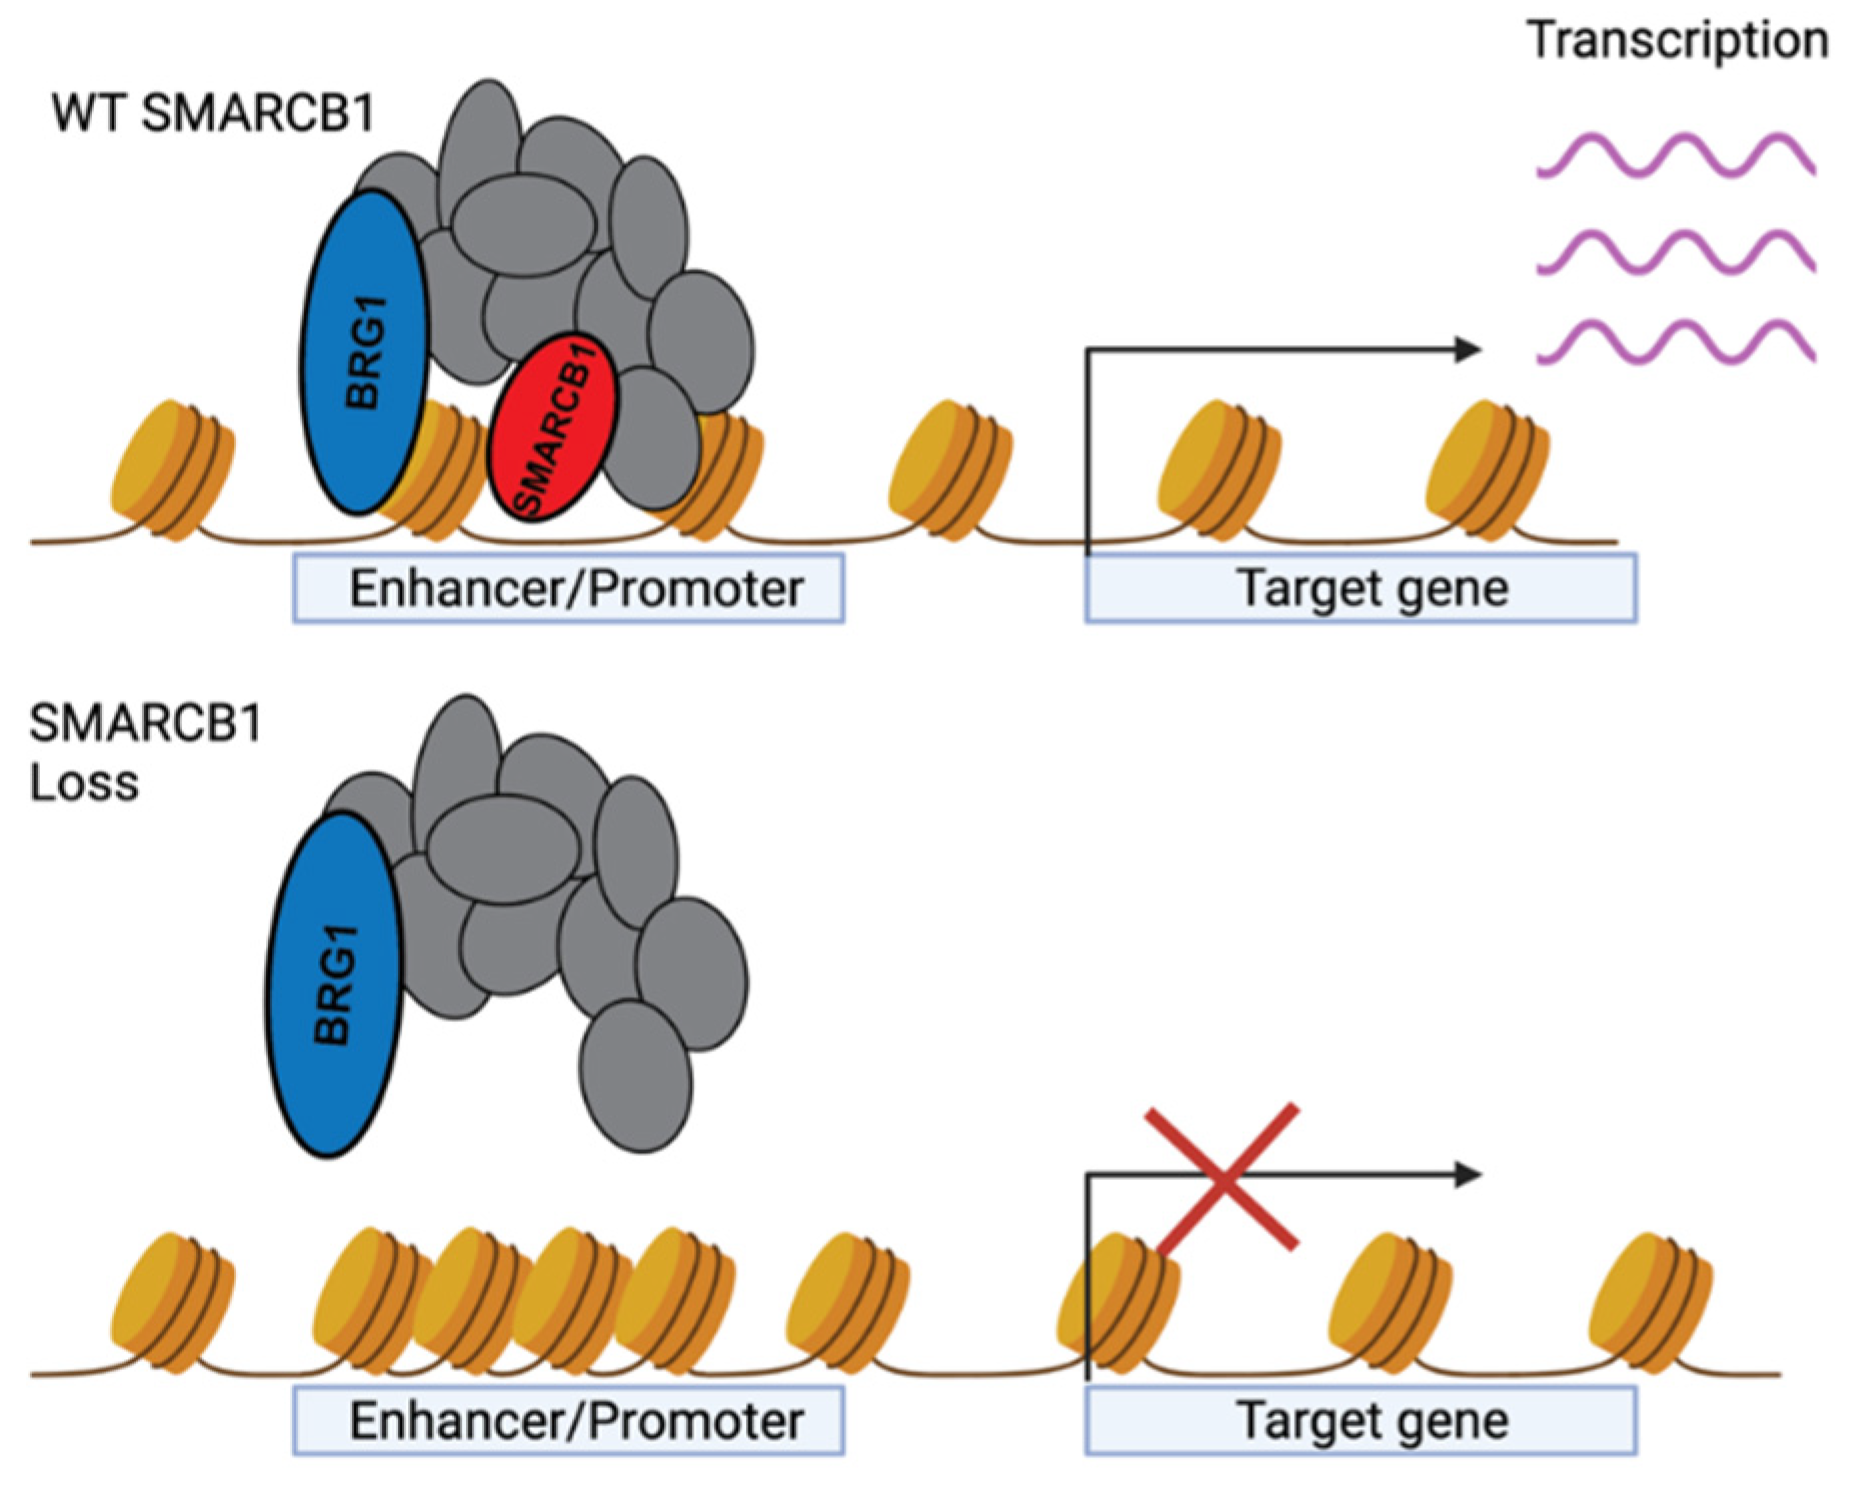 Transcription
WT SMARCB1
BRG1
SMARCB1
Enhancer/Promoter
Target gene
SMARCB1
Loss
BRG1
Enhancer/Promoter
Target gene